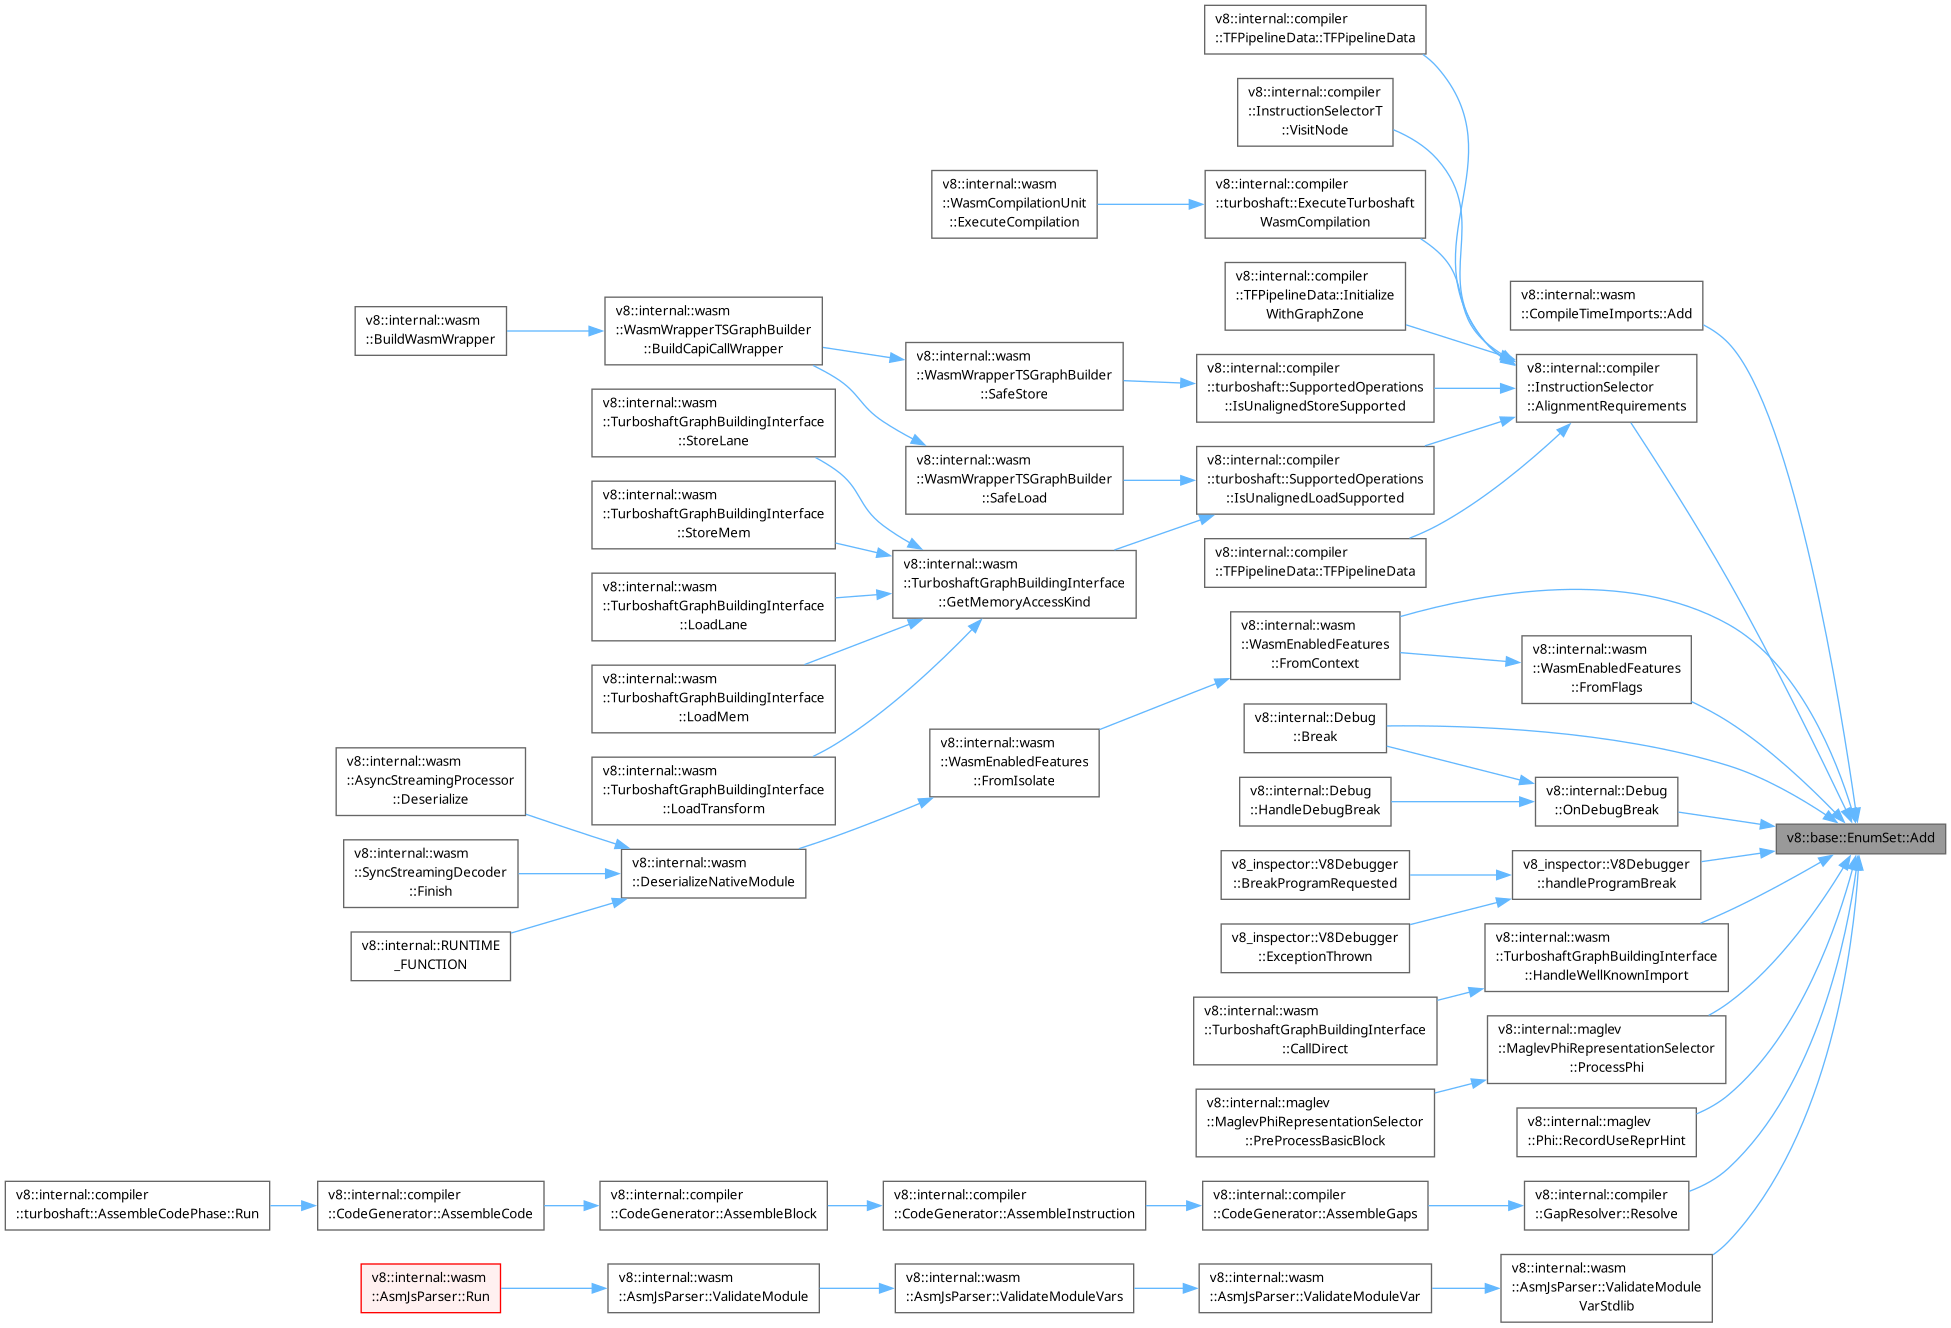 v8::internal::compiler
::TFPipelineData::TFPipelineData
v8::internal::compiler
::InstructionSelectorT
::VisitNode
v8::internal::wasm
::WasmCompilationUnit
::ExecuteCompilation
v8::internal::compiler
::turboshaft::ExecuteTurboshaft
WasmCompilation
v8::internal::compiler
::TFPipelineData::Initialize
WithGraphZone
v8::internal::wasm
::CompileTimeImports::Add
v8::internal::wasm
::BuildWasmWrapper
v8::internal::wasm
::WasmWrapperTSGraphBuilder
::BuildCapiCallWrapper
v8::internal::wasm
::WasmWrapperTSGraphBuilder
::SafeStore
v8::internal::compiler
::turboshaft::SupportedOperations
::IsUnalignedStoreSupported
v8::internal::compiler
::InstructionSelector
::AlignmentRequirements
v8::internal::wasm
::TurboshaftGraphBuildingInterface
::StoreLane
v8::internal::wasm
::WasmWrapperTSGraphBuilder
::SafeLoad
v8::internal::compiler
::turboshaft::SupportedOperations
::IsUnalignedLoadSupported
v8::internal::wasm
::TurboshaftGraphBuildingInterface
::StoreMem
v8::internal::wasm
::TurboshaftGraphBuildingInterface
::GetMemoryAccessKind
v8::internal::compiler
::TFPipelineData::TFPipelineData
v8::internal::wasm
::TurboshaftGraphBuildingInterface
::LoadLane
v8::internal::wasm
::WasmEnabledFeatures
::FromContext
v8::internal::wasm
::WasmEnabledFeatures
::FromFlags
v8::internal::wasm
::TurboshaftGraphBuildingInterface
::LoadMem
v8::internal::Debug
::Break
v8::internal::wasm
::WasmEnabledFeatures
::FromIsolate
v8::internal::wasm
::AsyncStreamingProcessor
::Deserialize
v8::internal::wasm
::TurboshaftGraphBuildingInterface
::LoadTransform
v8::internal::Debug
::HandleDebugBreak
v8::internal::Debug
::OnDebugBreak
v8::base::EnumSet::Add
v8::internal::wasm
::SyncStreamingDecoder
::Finish
v8::internal::wasm
::DeserializeNativeModule
v8_inspector::V8Debugger
::BreakProgramRequested
v8_inspector::V8Debugger
::handleProgramBreak
v8::internal::RUNTIME
_FUNCTION
v8_inspector::V8Debugger
::ExceptionThrown
v8::internal::wasm
::TurboshaftGraphBuildingInterface
::HandleWellKnownImport
v8::internal::wasm
::TurboshaftGraphBuildingInterface
::CallDirect
v8::internal::maglev
::MaglevPhiRepresentationSelector
::ProcessPhi
v8::internal::maglev
::MaglevPhiRepresentationSelector
::PreProcessBasicBlock
v8::internal::maglev
::Phi::RecordUseReprHint
v8::internal::compiler
::turboshaft::AssembleCodePhase::Run
v8::internal::compiler
::CodeGenerator::AssembleCode
v8::internal::compiler
::CodeGenerator::AssembleBlock
v8::internal::compiler
::CodeGenerator::AssembleInstruction
v8::internal::compiler
::CodeGenerator::AssembleGaps
v8::internal::compiler
::GapResolver::Resolve
v8::internal::wasm
::AsmJsParser::Run
v8::internal::wasm
::AsmJsParser::ValidateModule
v8::internal::wasm
::AsmJsParser::ValidateModuleVars
v8::internal::wasm
::AsmJsParser::ValidateModuleVar
v8::internal::wasm
::AsmJsParser::ValidateModule
VarStdlib